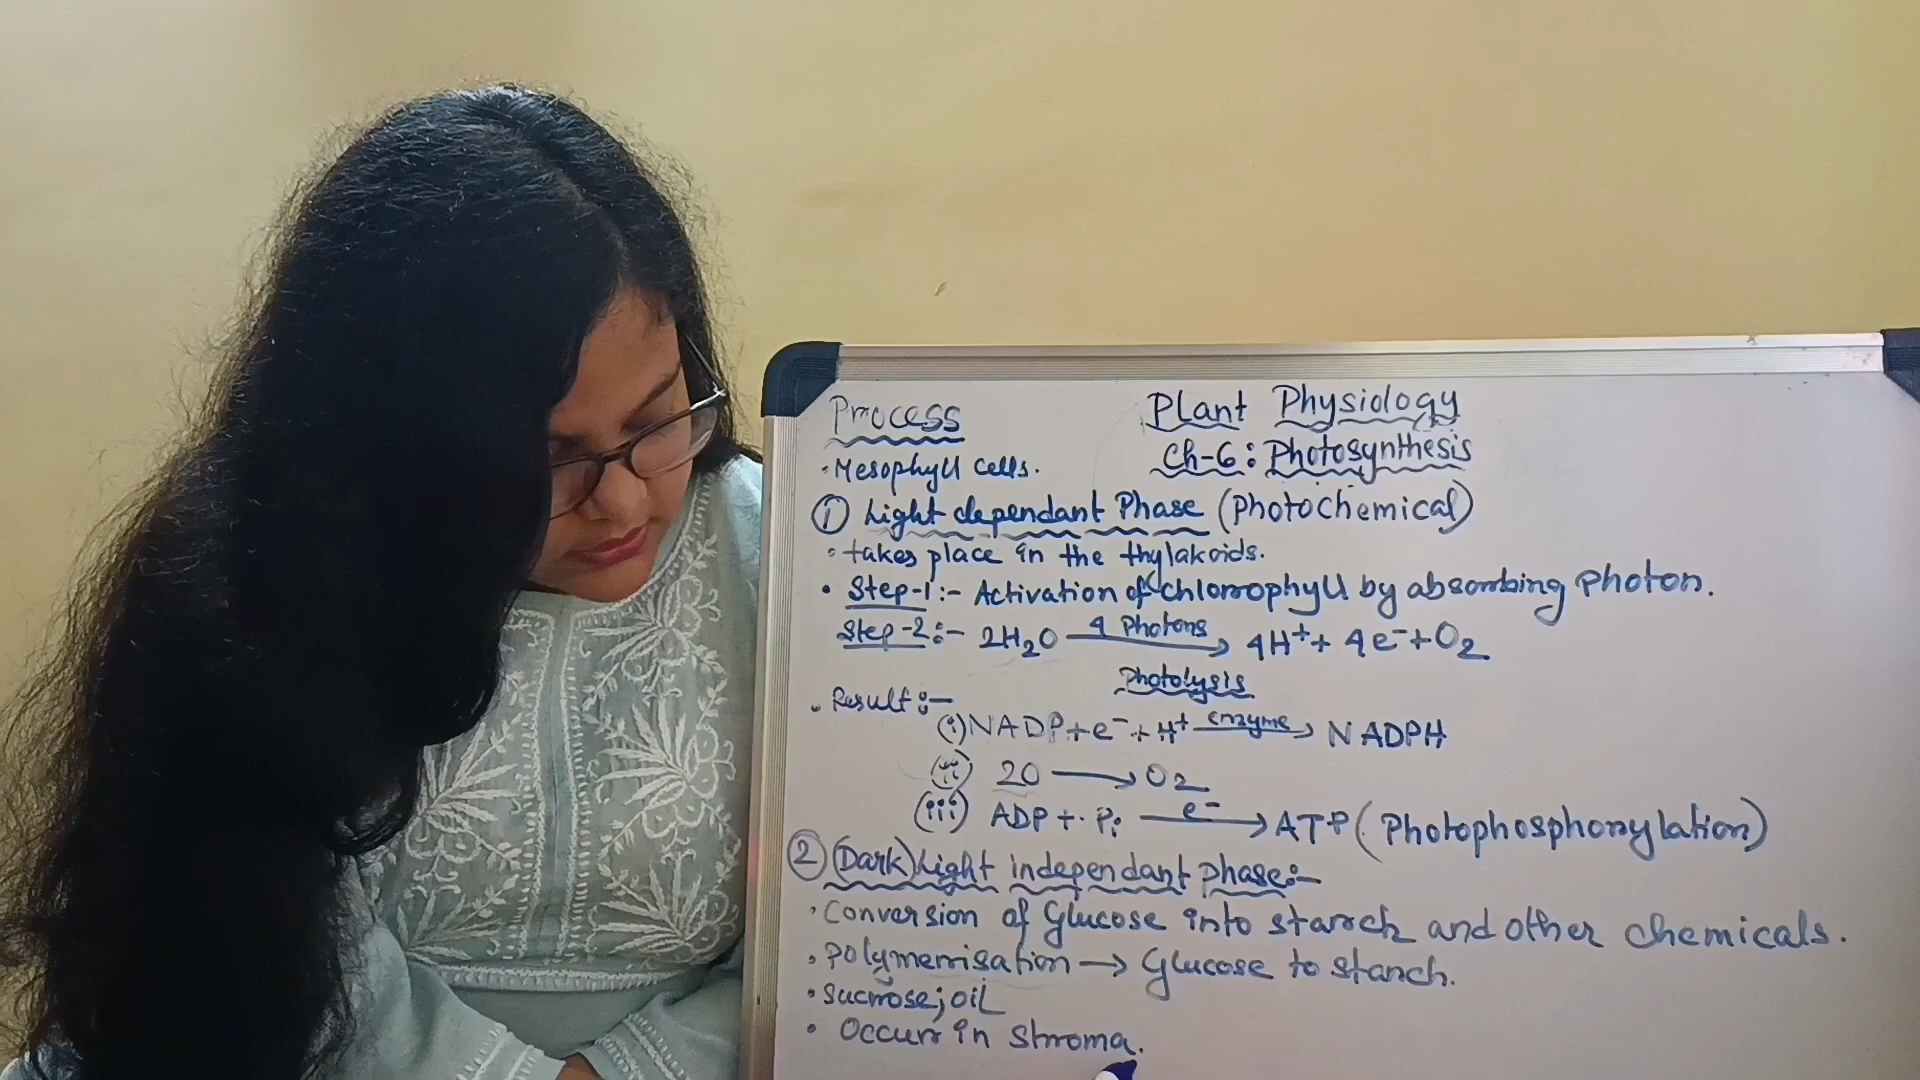 Plant Physiology
Ch-6: Photosynthesis
Process
• Mesophyll cells.
① Light dependant Phase (Photochemical)
• takes place in the thylakoids.
• Step-1:- Activation of chlorophyll by absorbing photon.
Step-2:- 2H₂O 4 Photons → 4H⁺ + 4e⁻ + O₂
Photolysis
• Result:-
(i) NADP + e⁻ + H⁺ enzyme → NADPH
(ii) 2O → O₂
(iii) ADP + Pi e⁻ → ATP (Photophosphorylation)
② (Dark) Light independant phase:-
• Conversion of Glucose into starch and other chemicals.
• Polymerisation → Glucose to starch.
• Sucrose; oil
• Occurr in stroma.